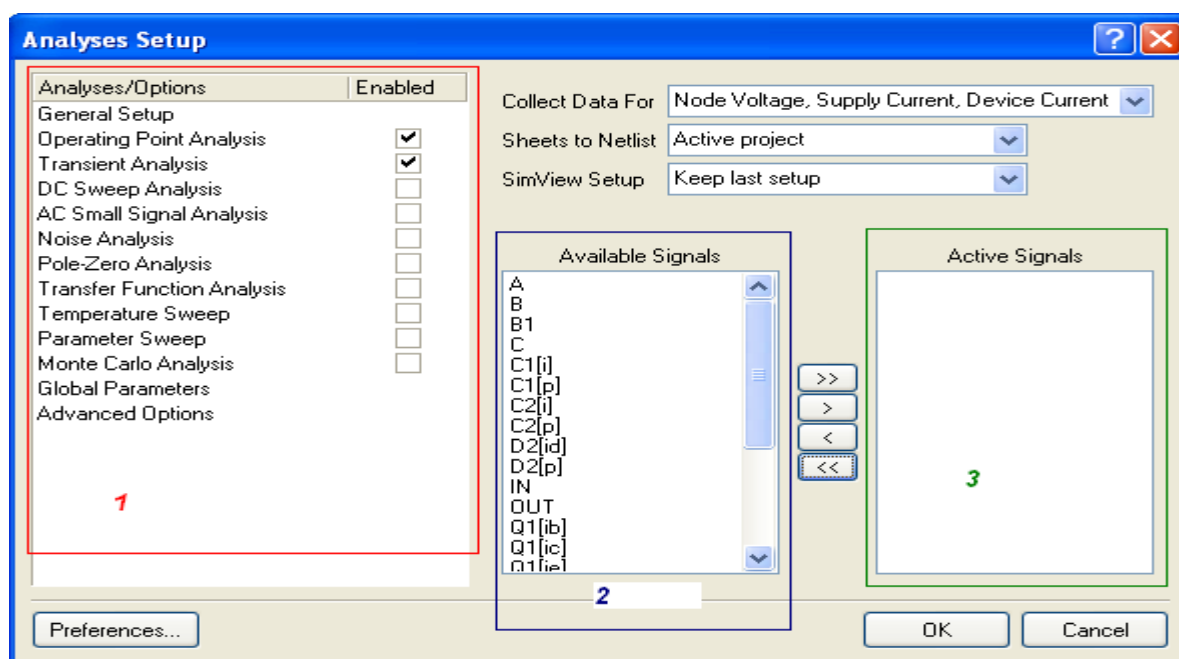 Analyses Setup
Analyses/Options Enabled
General Setup
Operating Point Analysis
Transient Analysis
DC Sweep Analysis
AC Small Signal Analysis
Noise Analysis
Pole-Zero Analysis
Transfer Function Analysis
Temperature Sweep
Parameter Sweep
Monte Carlo Analysis
Global Parameters
Advanced Options
1
Collect Data For Node Voltage, Supply Current, Device Current
Sheets to Netlist Active project
SimView Setup Keep last setup
Available Signals
A
B
B1
C
C1[i]
C1[p]
C2[i]
C2[p]
D2[id]
D2[p]
IN
OUT
Q1[ib]
Q1[ic]
Q1[ie]
2
>>
>
<
<<
Active Signals
3
Preferences...
OK
Cancel